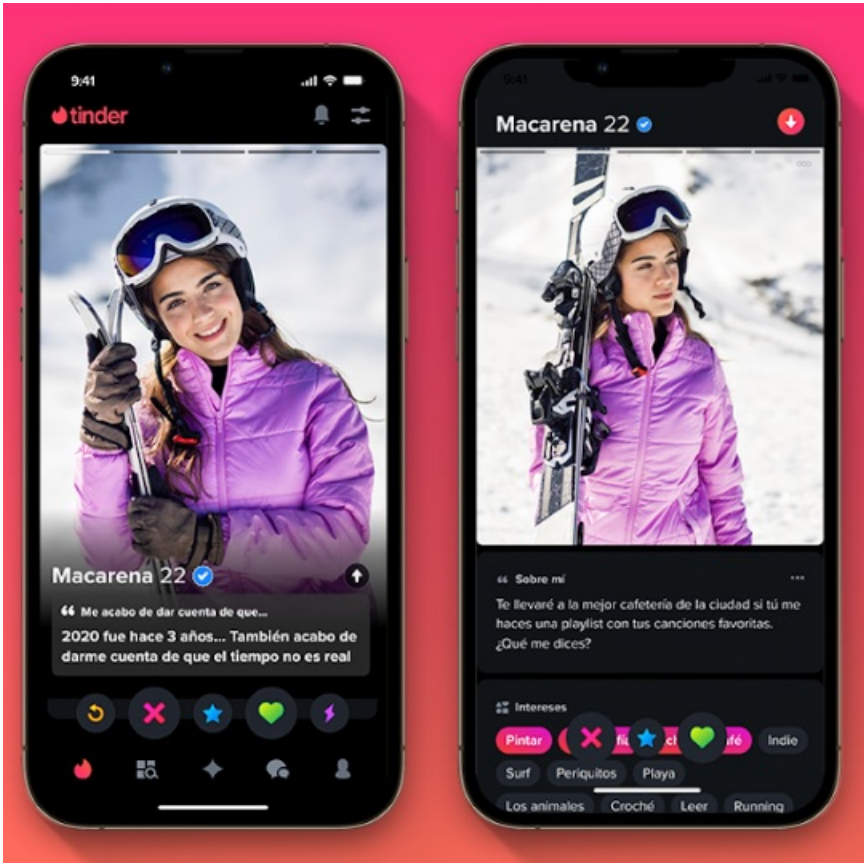 9:41
tinder
Macarena 22
Me acabo de dar cuenta de que...
2020 fue hace 3 años... También acabo de
darme cuenta de que el tiempo no es real
9:41
Macarena 22
Sobre mí
Te llevaré a la mejor cafetería de la ciudad si tú me
haces una playlist con tus canciones favoritas.
¿Qué me dices?
Intereses
Pintar Indie
Surf Periquitos Playa
Los animales Croché Leer Running